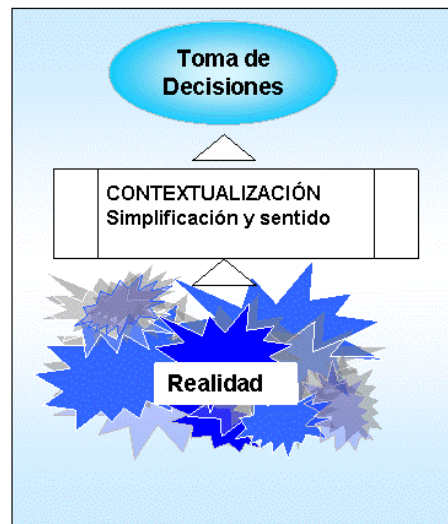 Toma de
Decisiones
CONTEXTUALIZACIÓN
Simplificación y sentido
Realidad